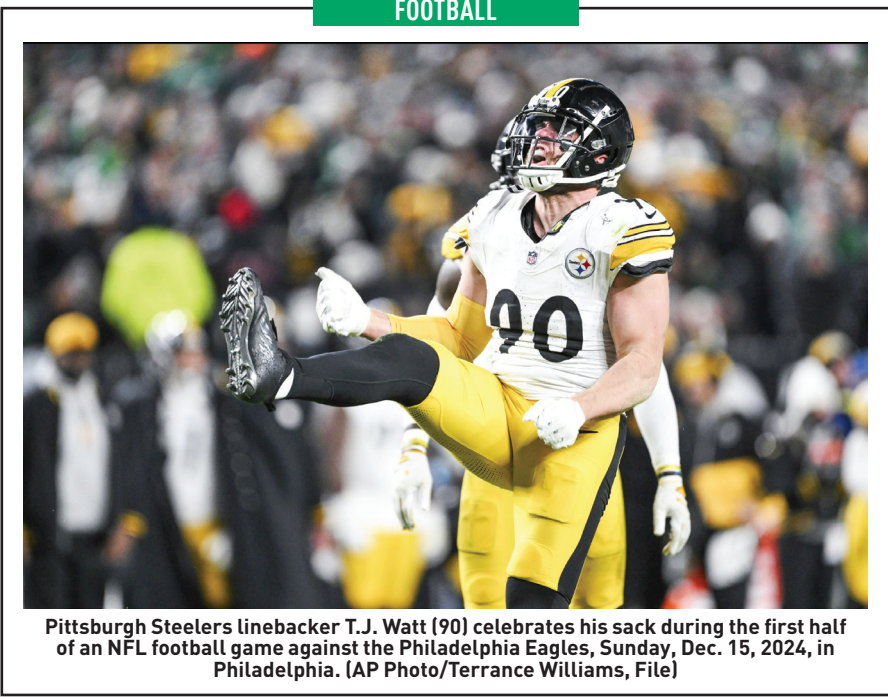 FOOTBALL
90
Pittsburgh Steelers linebacker T.J. Watt (90) celebrates his sack during the first half
of an NFL football game against the Philadelphia Eagles, Sunday, Dec. 15, 2024, in
Philadelphia. (AP Photo/Terrance Williams, File)